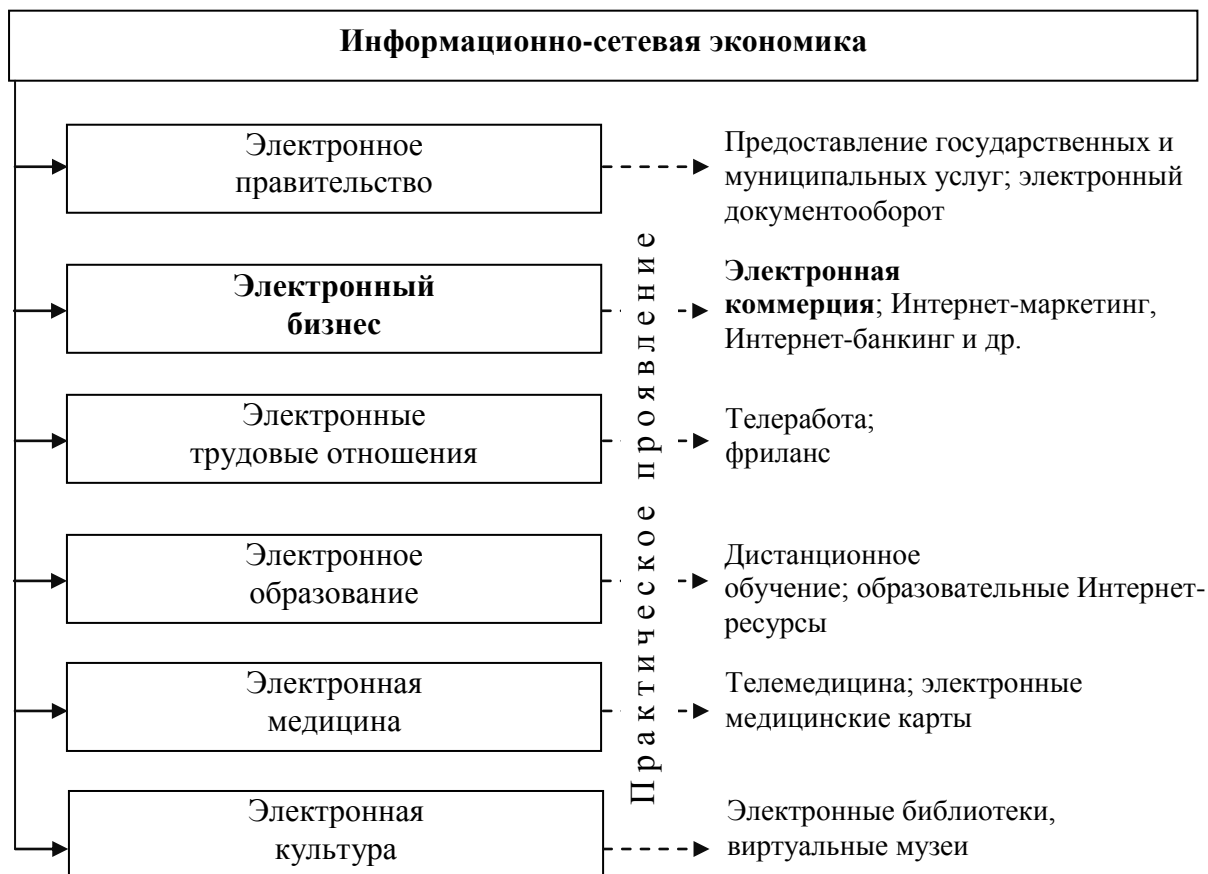 Информационно-сетевая экономика
Электронное
правительство
Предоставление государственных и
муниципальных услуг; электронный
документооборот
Электронный
бизнес
Электронная
коммерция; Интернет-маркетинг,
Интернет-банкинг и др.
Электронные
трудовые отношения
Телеработа;
фриланс
Электронное
образование
Дистанционное
обучение; образовательные Интернет-
ресурсы
Электронная
медицина
Телемедицина; электронные
медицинские карты
Электронная
культура
Электронные библиотеки,
виртуальные музеи
Практическое проявление